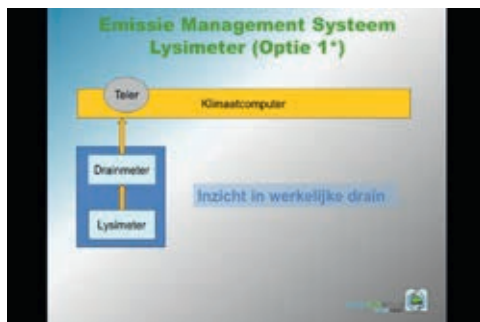 Emissie Management Systeem
Lysimeter (Optie 1*)
Teler
Klimaatcomputer
Drainmeter
Inzicht in werkelijke drain
Lysimeter